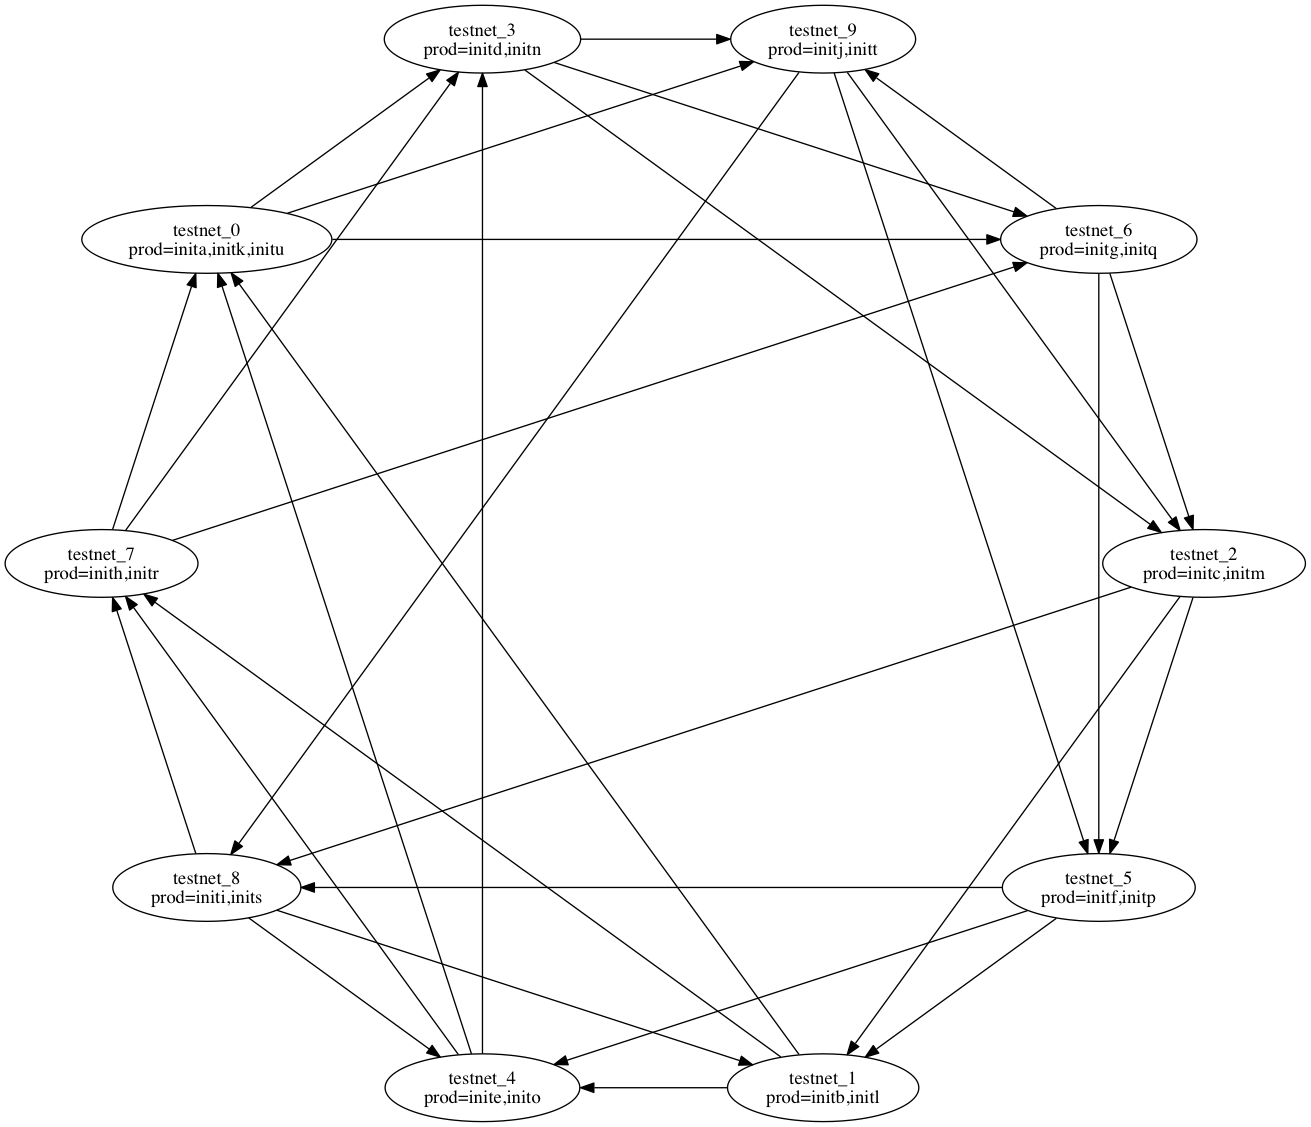 testnet_3
prod=initd,initn
testnet_9
prod=initj,initt
testnet_0
prod=inita,initk,initu
testnet_6
prod=initg,initq
testnet_7
prod=inith,initr
testnet_2
prod=initc,initm
testnet_8
prod=initi,inits
testnet_5
prod=initf,initp
testnet_4
prod=inite,inito
testnet_1
prod=initb,initl